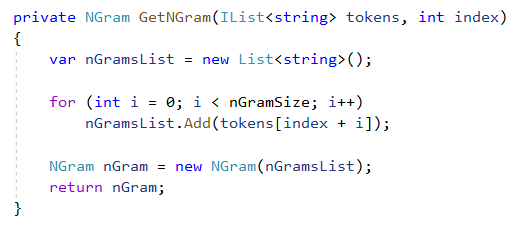 private NGram GetNGram(IList<string> tokens, int index)
{
    var nGramsList = new List<string>();

    for (int i = 0; i < nGramSize; i++)
        nGramsList.Add(tokens[index + i]);

    NGram nGram = new NGram(nGramsList);
    return nGram;
}